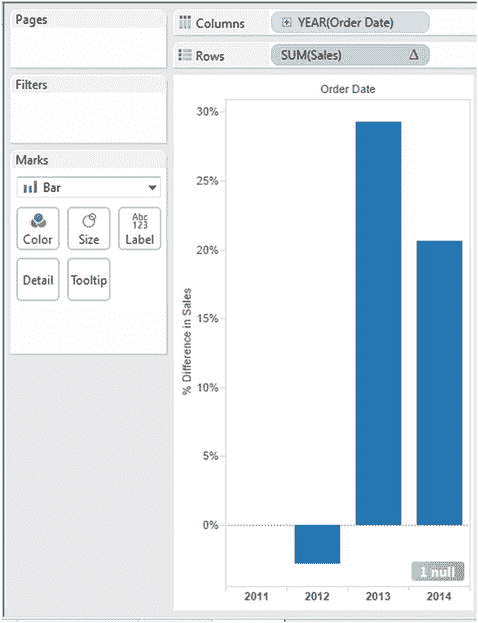 Pages
Columns
YEAR(Order Date)
Rows
SUM(Sales) Δ
Filters
Marks
Bar
Color
Size
Abc
123
Label
Detail
Tooltip
Order Date
30%
25%
20%
15%
10%
5%
0%
% Difference in Sales
1 null
2011 2012 2013 2014